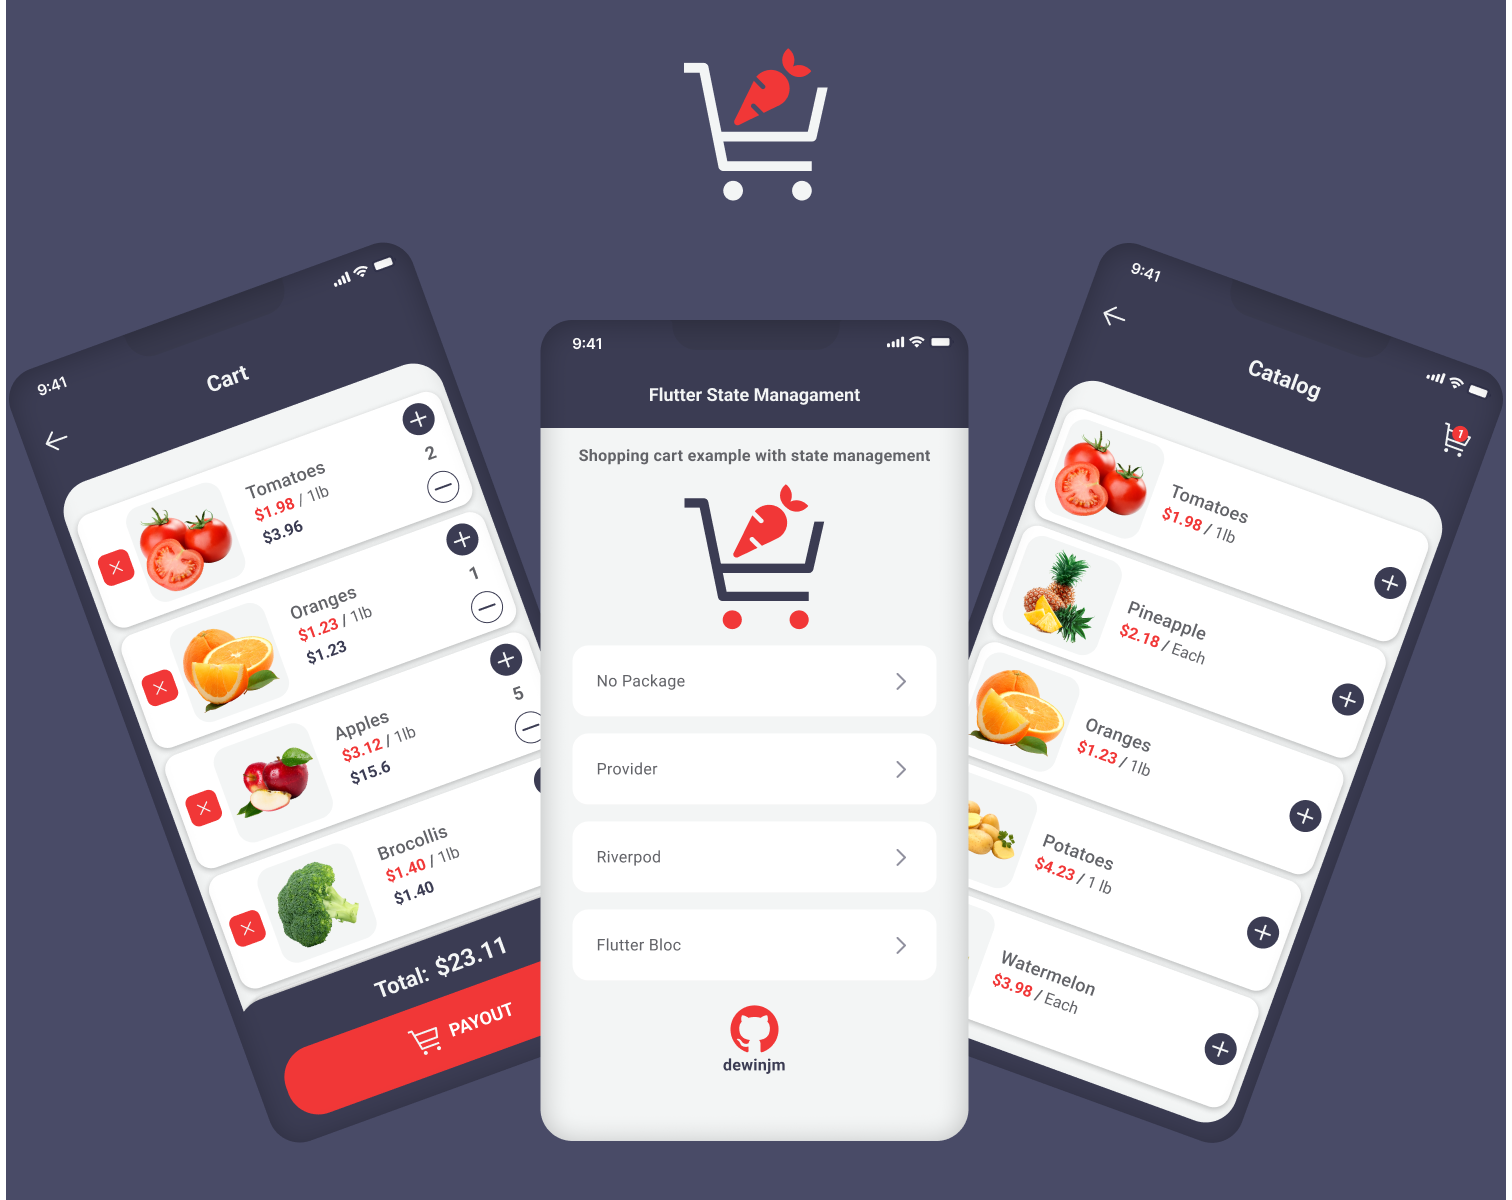 9:41
Cart
Tomatoes
$1.98 / 1lb
$3.96
2
Oranges
$1.23 / 1lb
$1.23
1
Apples
$3.12 / 1lb
$15.6
5
Brocollis
$1.40 / 1lb
$1.40
Total: $23.11
PAYOUT
9:41
Flutter State Managament
Shopping cart example with state management
No Package
Provider
Riverpod
Flutter Bloc
dewinjm
9:41
Catalog
1
Tomatoes
$1.98 / 1lb
Pineapple
$2.18 / Each
Oranges
$1.23 / 1lb
Potatoes
$4.23 / 1 lb
Watermelon
$3.98 / Each